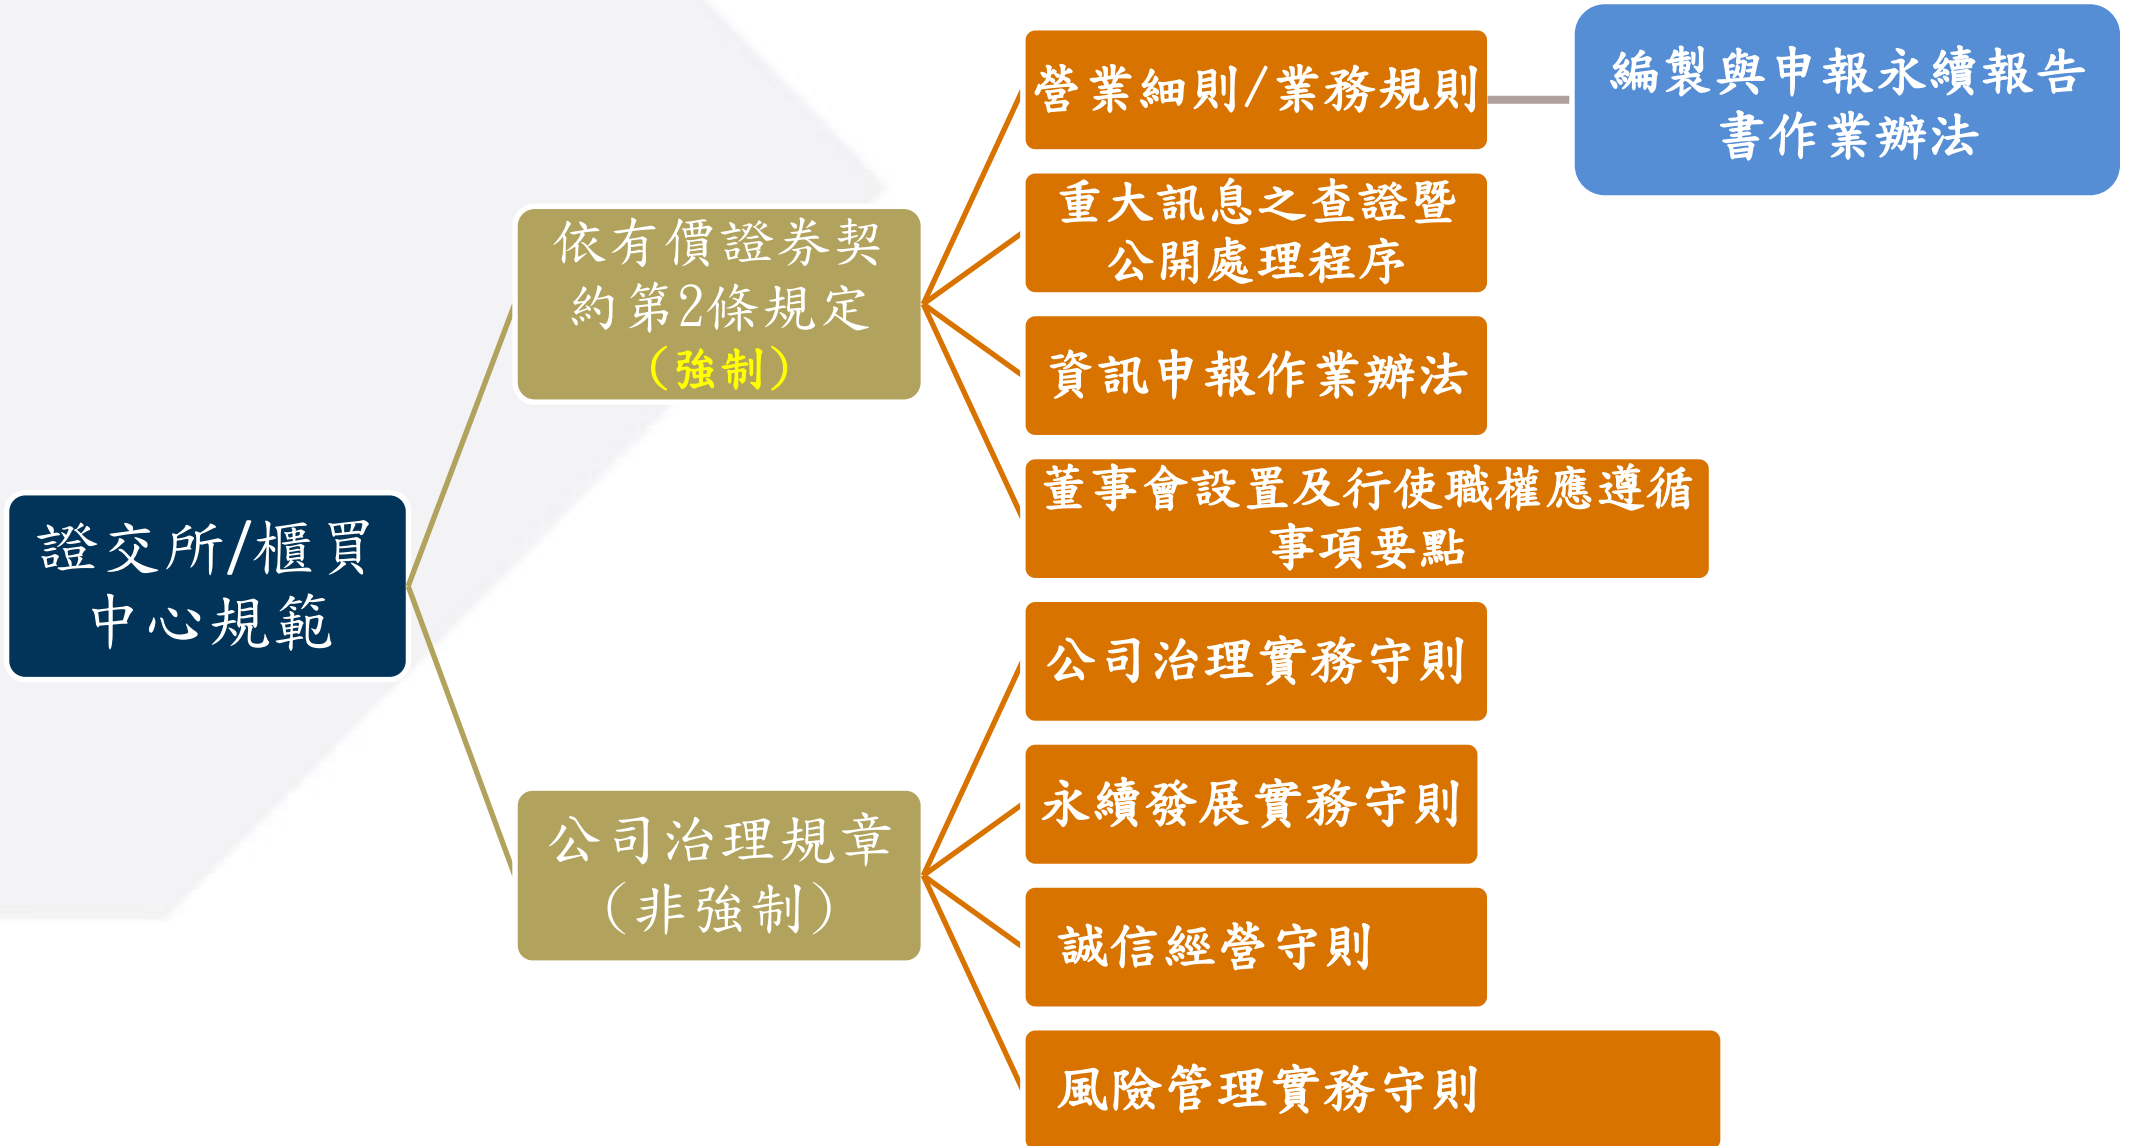 證交所/櫃買
中心規範
依有價證券契
約第2條規定
(強制)
營業細則/業務規則
編製與申報永續報告
書作業辦法
重大訊息之查證暨
公開處理程序
資訊申報作業辦法
董事會設置及行使職權應遵循
事項要點
公司治理規章
(非強制)
公司治理實務守則
永續發展實務守則
誠信經營守則
風險管理實務守則